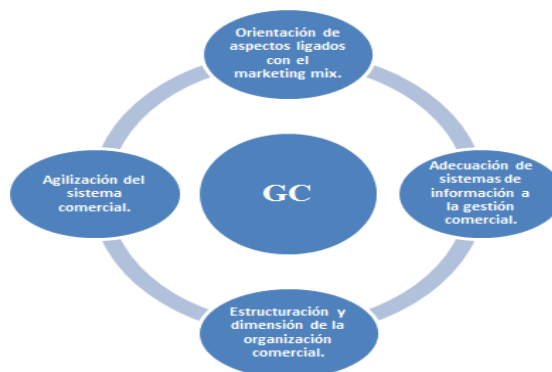 Orientación de
aspectos ligados
con el
marketing mix.
Agilización del
sistema
comercial.
GC
Adecuación de
sistemas de
información a
la gestión
comercial.
Estructuración y
dimensión de la
organización
comercial.